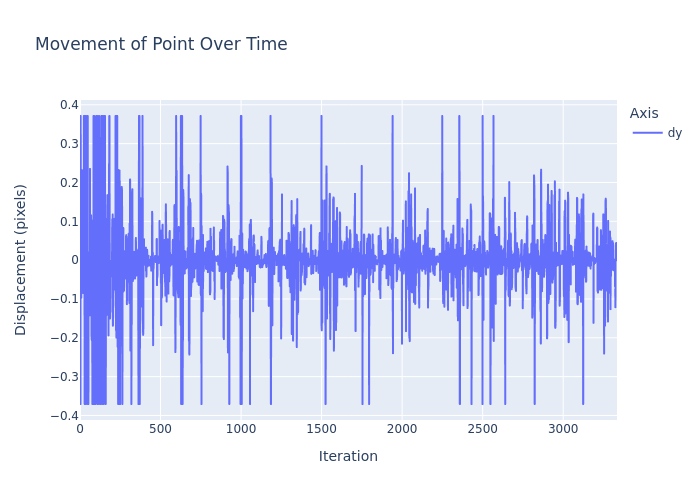 Movement of Point Over Time
Axis
dy
Displacement (pixels)
0.4
0.3
0.2
0.1
0
−0.1
−0.2
−0.3
−0.4
0 500 1000 1500 2000 2500 3000
Iteration